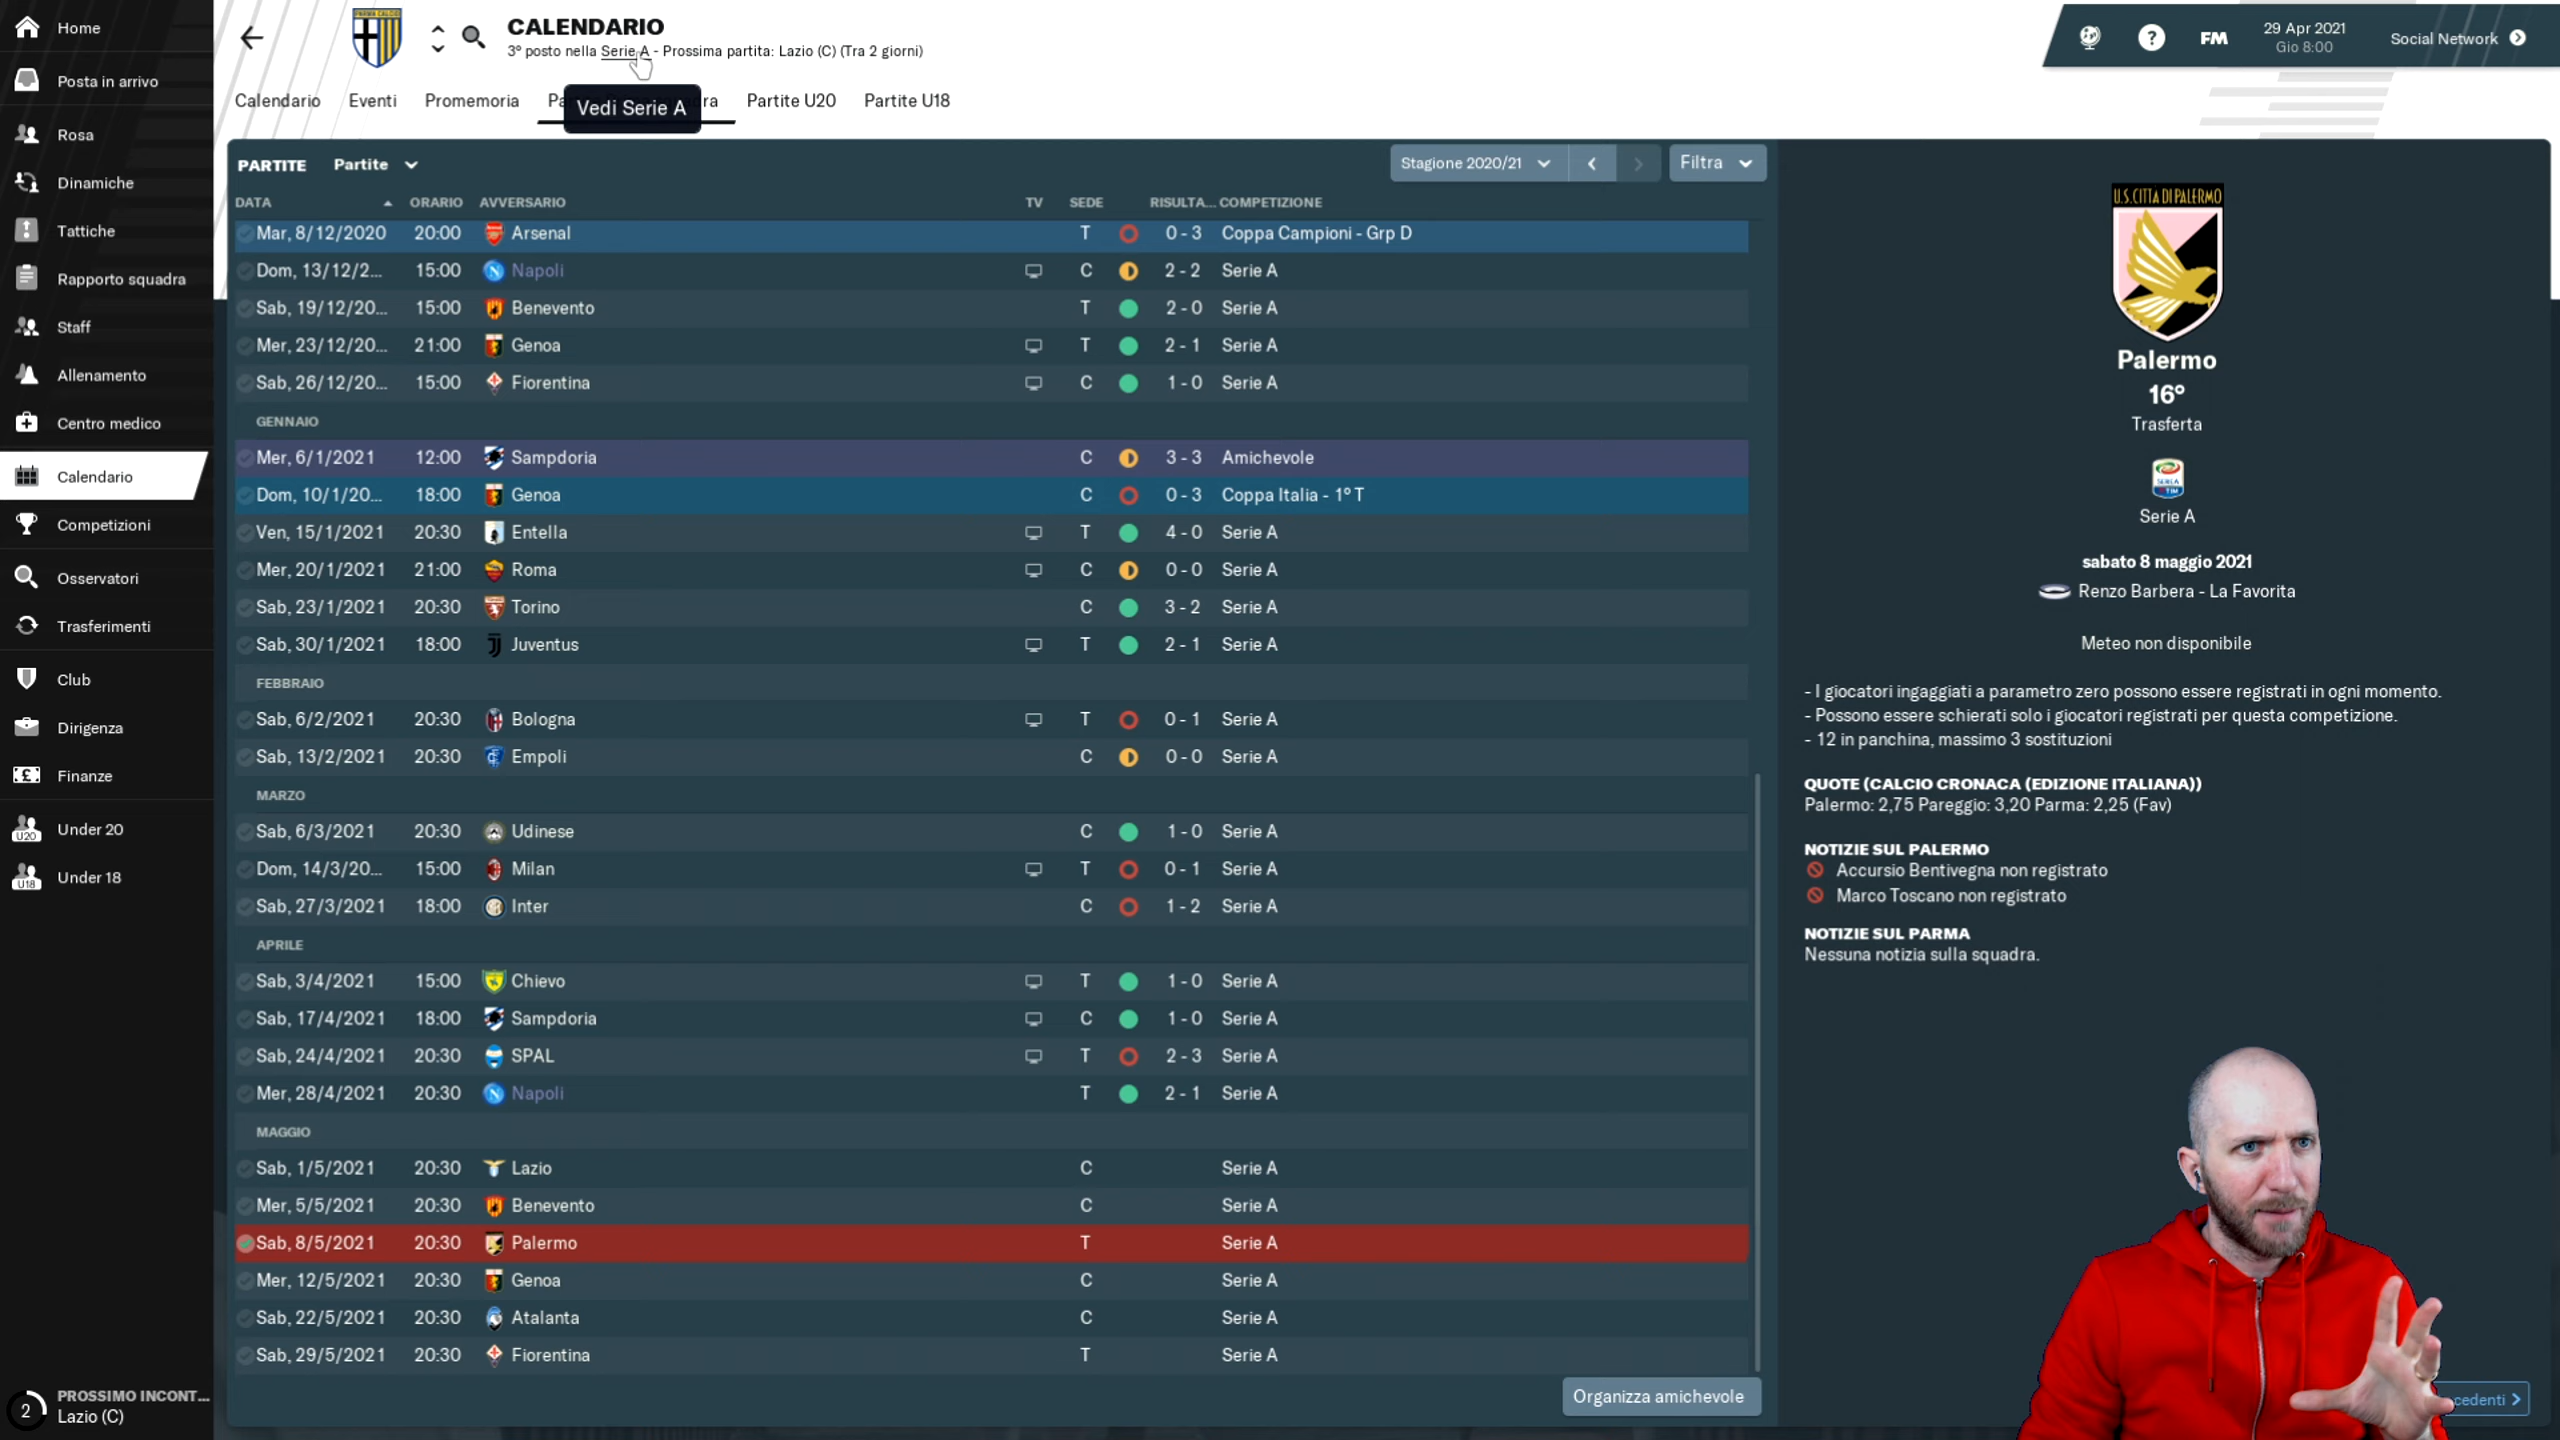 Home
Posta in arrivo
Rosa
Dinamiche
Tattiche
Rapporto squadra
Staff
Allenamento
Centro medico
Calendario
Competizioni
Osservatori
Trasferimenti
Club
Dirigenza
Finanze
U20 Under 20
U18 Under 18
2 PROSSIMO INCONT...
Lazio (C)
PARMA CALCIO
CALENDARIO
3° posto nella Serie A - Prossima partita: Lazio (C) (Tra 2 giorni)
FM
29 Apr 2021
Gio 8:00
Social Network
Calendario Eventi Promemoria Partite U20 Partite U18
Vedi Serie A
PARTITE Partite Stagione 2020/21 Filtra
DATA ORARIO AVVERSARIO TV SEDE RISULTA... COMPETIZIONE
Mar, 8/12/2020 20:00 Arsenal T 0 - 3 Coppa Campioni - Grp D
Dom, 13/12/2... 15:00 Napoli C 2 - 2 Serie A
Sab, 19/12/20... 15:00 Benevento T 2 - 0 Serie A
Mer, 23/12/20... 21:00 Genoa T 2 - 1 Serie A
Sab, 26/12/20... 15:00 Fiorentina C 1 - 0 Serie A
GENNAIO
Mer, 6/1/2021 12:00 Sampdoria C 3 - 3 Amichevole
Dom, 10/1/20... 18:00 Genoa C 0 - 3 Coppa Italia - 1° T
Ven, 15/1/2021 20:30 Entella T 4 - 0 Serie A
Mer, 20/1/2021 21:00 Roma C 0 - 0 Serie A
Sab, 23/1/2021 20:30 Torino C 3 - 2 Serie A
Sab, 30/1/2021 18:00 Juventus T 2 - 1 Serie A
FEBBRAIO
Sab, 6/2/2021 20:30 Bologna T 0 - 1 Serie A
Sab, 13/2/2021 20:30 Empoli C 0 - 0 Serie A
MARZO
Sab, 6/3/2021 20:30 Udinese C 1 - 0 Serie A
Dom, 14/3/20... 15:00 Milan T 0 - 1 Serie A
Sab, 27/3/2021 18:00 Inter C 1 - 2 Serie A
APRILE
Sab, 3/4/2021 15:00 Chievo T 1 - 0 Serie A
Sab, 17/4/2021 18:00 Sampdoria C 1 - 0 Serie A
Sab, 24/4/2021 20:30 SPAL T 2 - 3 Serie A
Mer, 28/4/2021 20:30 Napoli T 2 - 1 Serie A
MAGGIO
Sab, 1/5/2021 20:30 Lazio C Serie A
Mer, 5/5/2021 20:30 Benevento C Serie A
Sab, 8/5/2021 20:30 Palermo T Serie A
Mer, 12/5/2021 20:30 Genoa C Serie A
Sab, 22/5/2021 20:30 Atalanta C Serie A
Sab, 29/5/2021 20:30 Fiorentina T Serie A
Organizza amichevole
U.S.CITTÀ DI PALERMO
Palermo
16°
Trasferta
SERIE A
TIM
Serie A
sabato 8 maggio 2021
Renzo Barbera - La Favorita
Meteo non disponibile
- I giocatori ingaggiati a parametro zero possono essere registrati in ogni momento.
- Possono essere schierati solo i giocatori registrati per questa competizione.
- 12 in panchina, massimo 3 sostituzioni
QUOTE (CALCIO CRONACA (EDIZIONE ITALIANA))
Palermo: 2,75 Pareggio: 3,20 Parma: 2,25 (Fav)
NOTIZIE SUL PALERMO
Accursio Bentivegna non registrato
Marco Toscano non registrato
NOTIZIE SUL PARMA
Nessuna notizia sulla squadra.
cedenti